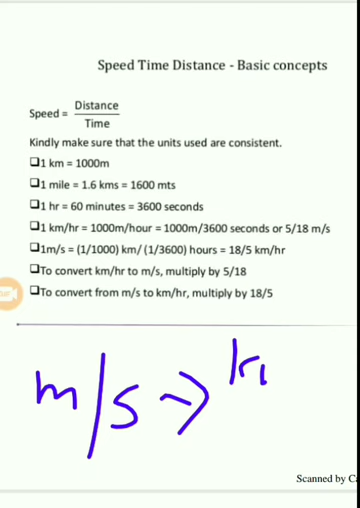 Speed Time Distance - Basic concepts
Speed = Distance
Time
Kindly make sure that the units used are consistent.
❑1 km = 1000m
❑1 mile = 1.6 kms = 1600 mts
❑1 hr = 60 minutes = 3600 seconds
❑1 km/hr = 1000m/hour = 1000m/3600 seconds or 5/18 m/s
❑1m/s = (1/1000) km/ (1/3600) hours = 18/5 km/hr
❑To convert km/hr to m/s, multiply by 5/18
❑To convert from m/s to km/hr, multiply by 18/5
m/s →
Scanned by